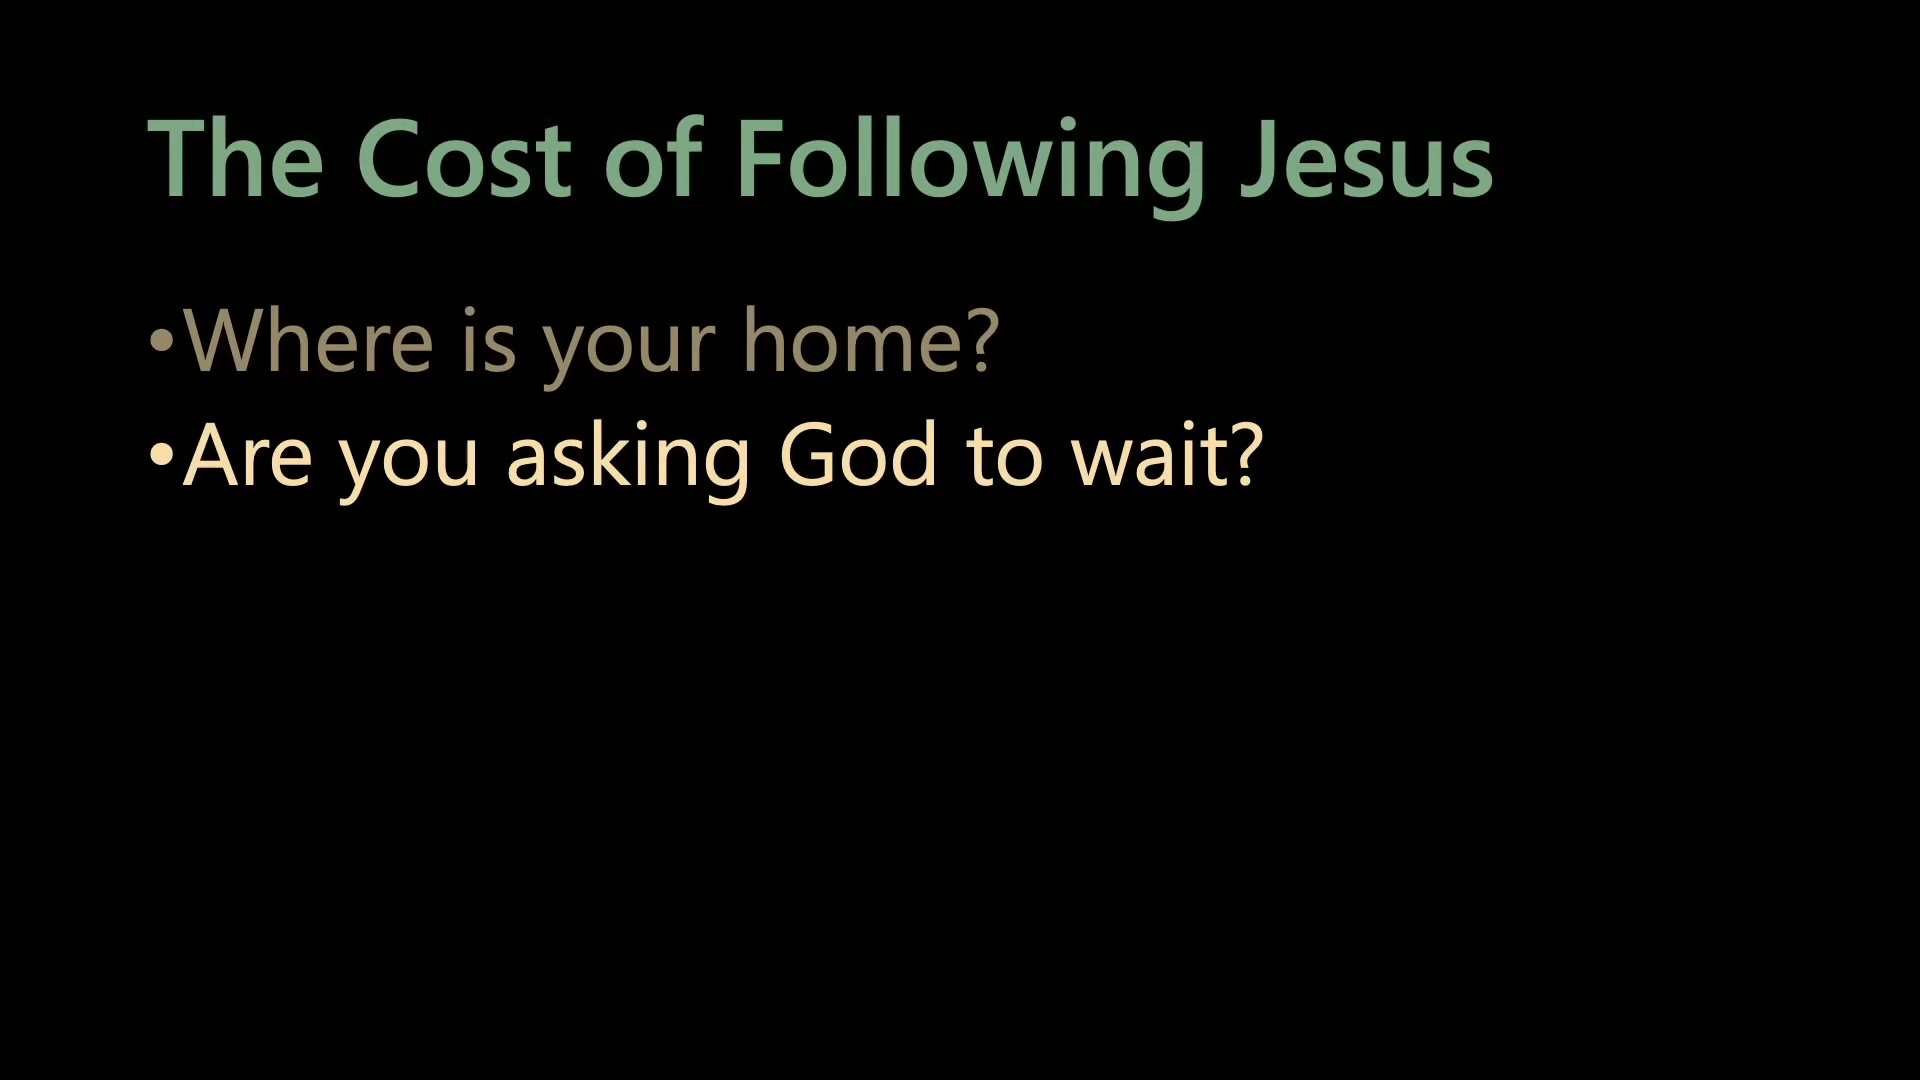 The Cost of Following Jesus
•Where is your home?
•Are you asking God to wait?